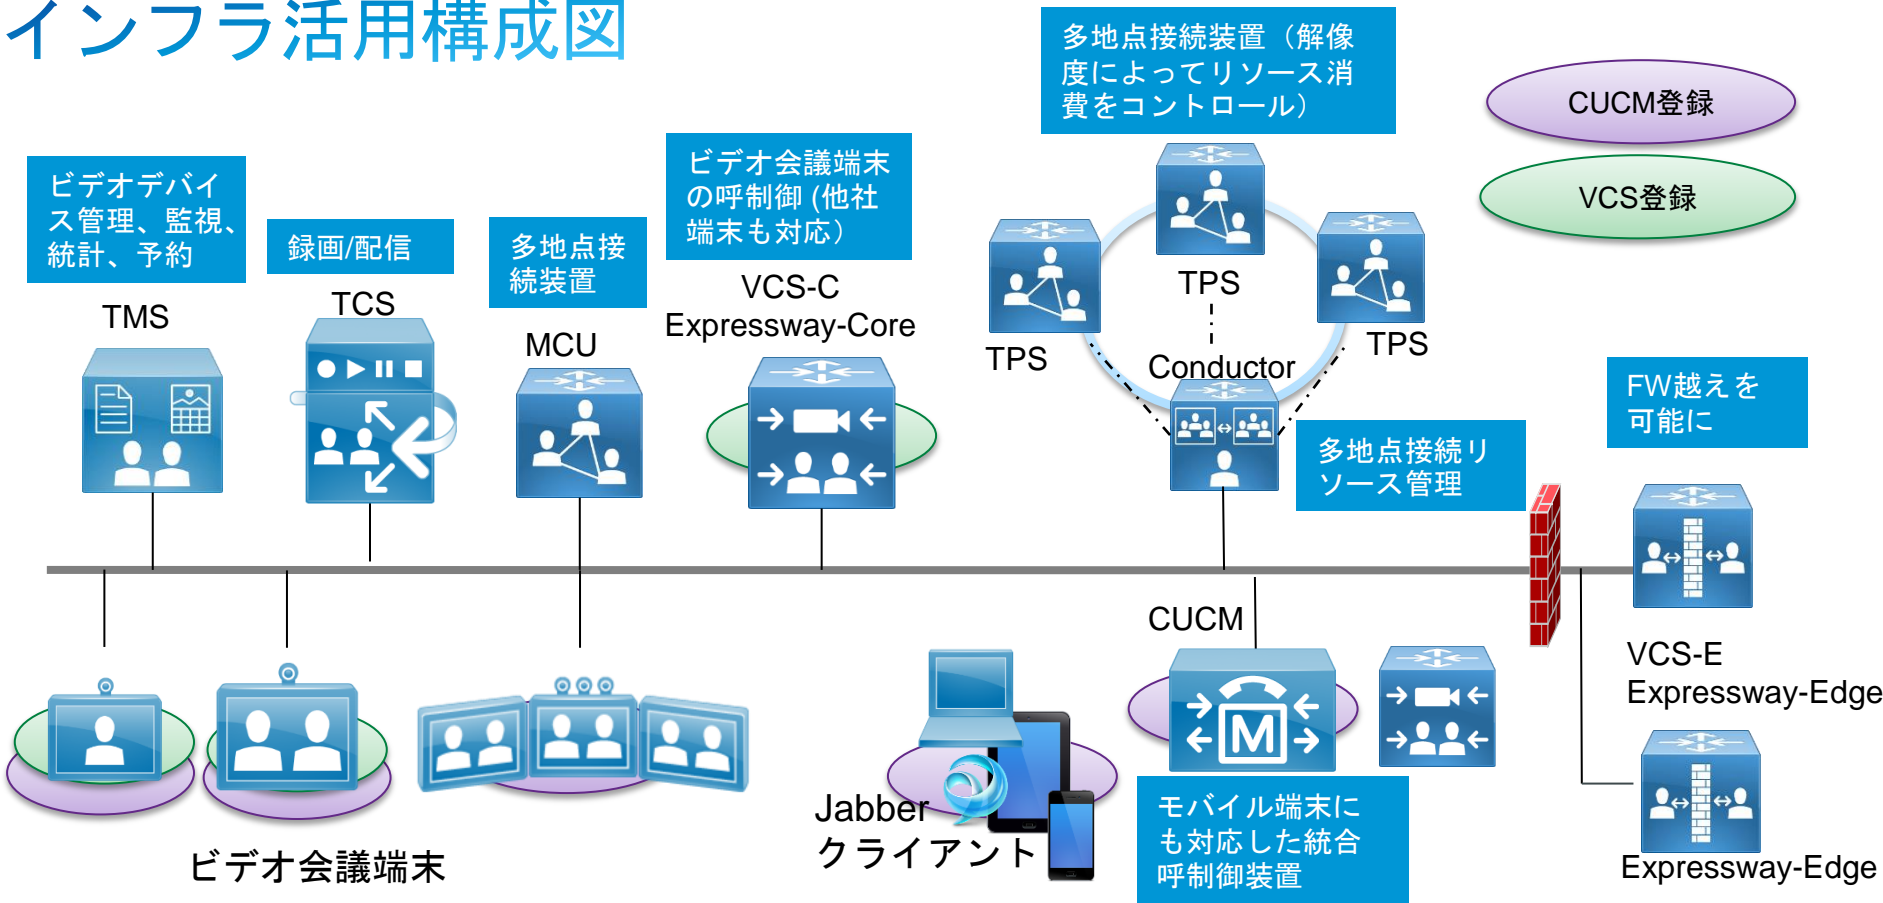 インフラ活用構成図
多地点接続装置（解像
度によってリソース消
費をコントロール）
CUCM登録
VCS登録
ビデオデバイ
ス管理、監視、
統計、予約
TMS
録画/配信
TCS
多地点接
続装置
MCU
ビデオ会議端末
の呼制御 (他社
端末も対応）
VCS-C
Expressway-Core
TPS
TPS
TPS
Conductor
多地点接続リ
ソース管理
FW越えを
可能に
VCS-E
Expressway-Edge
Expressway-Edge
CUCM
M
モバイル端末に
も対応した統合
呼制御装置
Jabber
クライアント
ビデオ会議端末